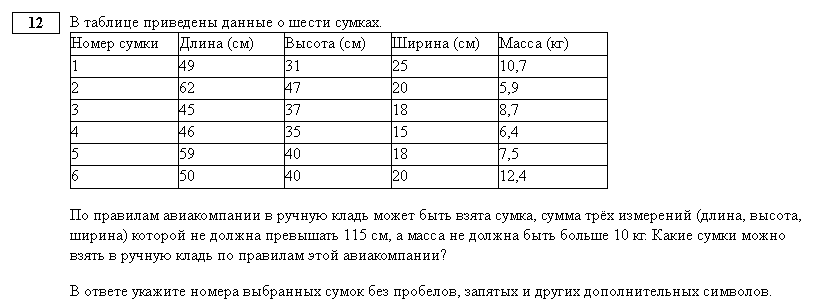 12 В таблице приведены данные о шести сумках.
Номер сумки Длина (см) Высота (см) Ширина (см) Масса (кг)
1 49 31 25 10,7
2 62 47 20 5,9
3 45 37 18 8,7
4 46 35 15 6,4
5 59 40 18 7,5
6 50 40 20 12,4
По правилам авиакомпании в ручную кладь может быть взята сумка, сумма трёх измерений (длина, высота,
ширина) которой не должна превышать 115 см, а масса не должна быть больше 10 кг. Какие сумки можно
взять в ручную кладь по правилам этой авиакомпании?
В ответе укажите номера выбранных сумок без пробелов, запятых и других дополнительных символов.